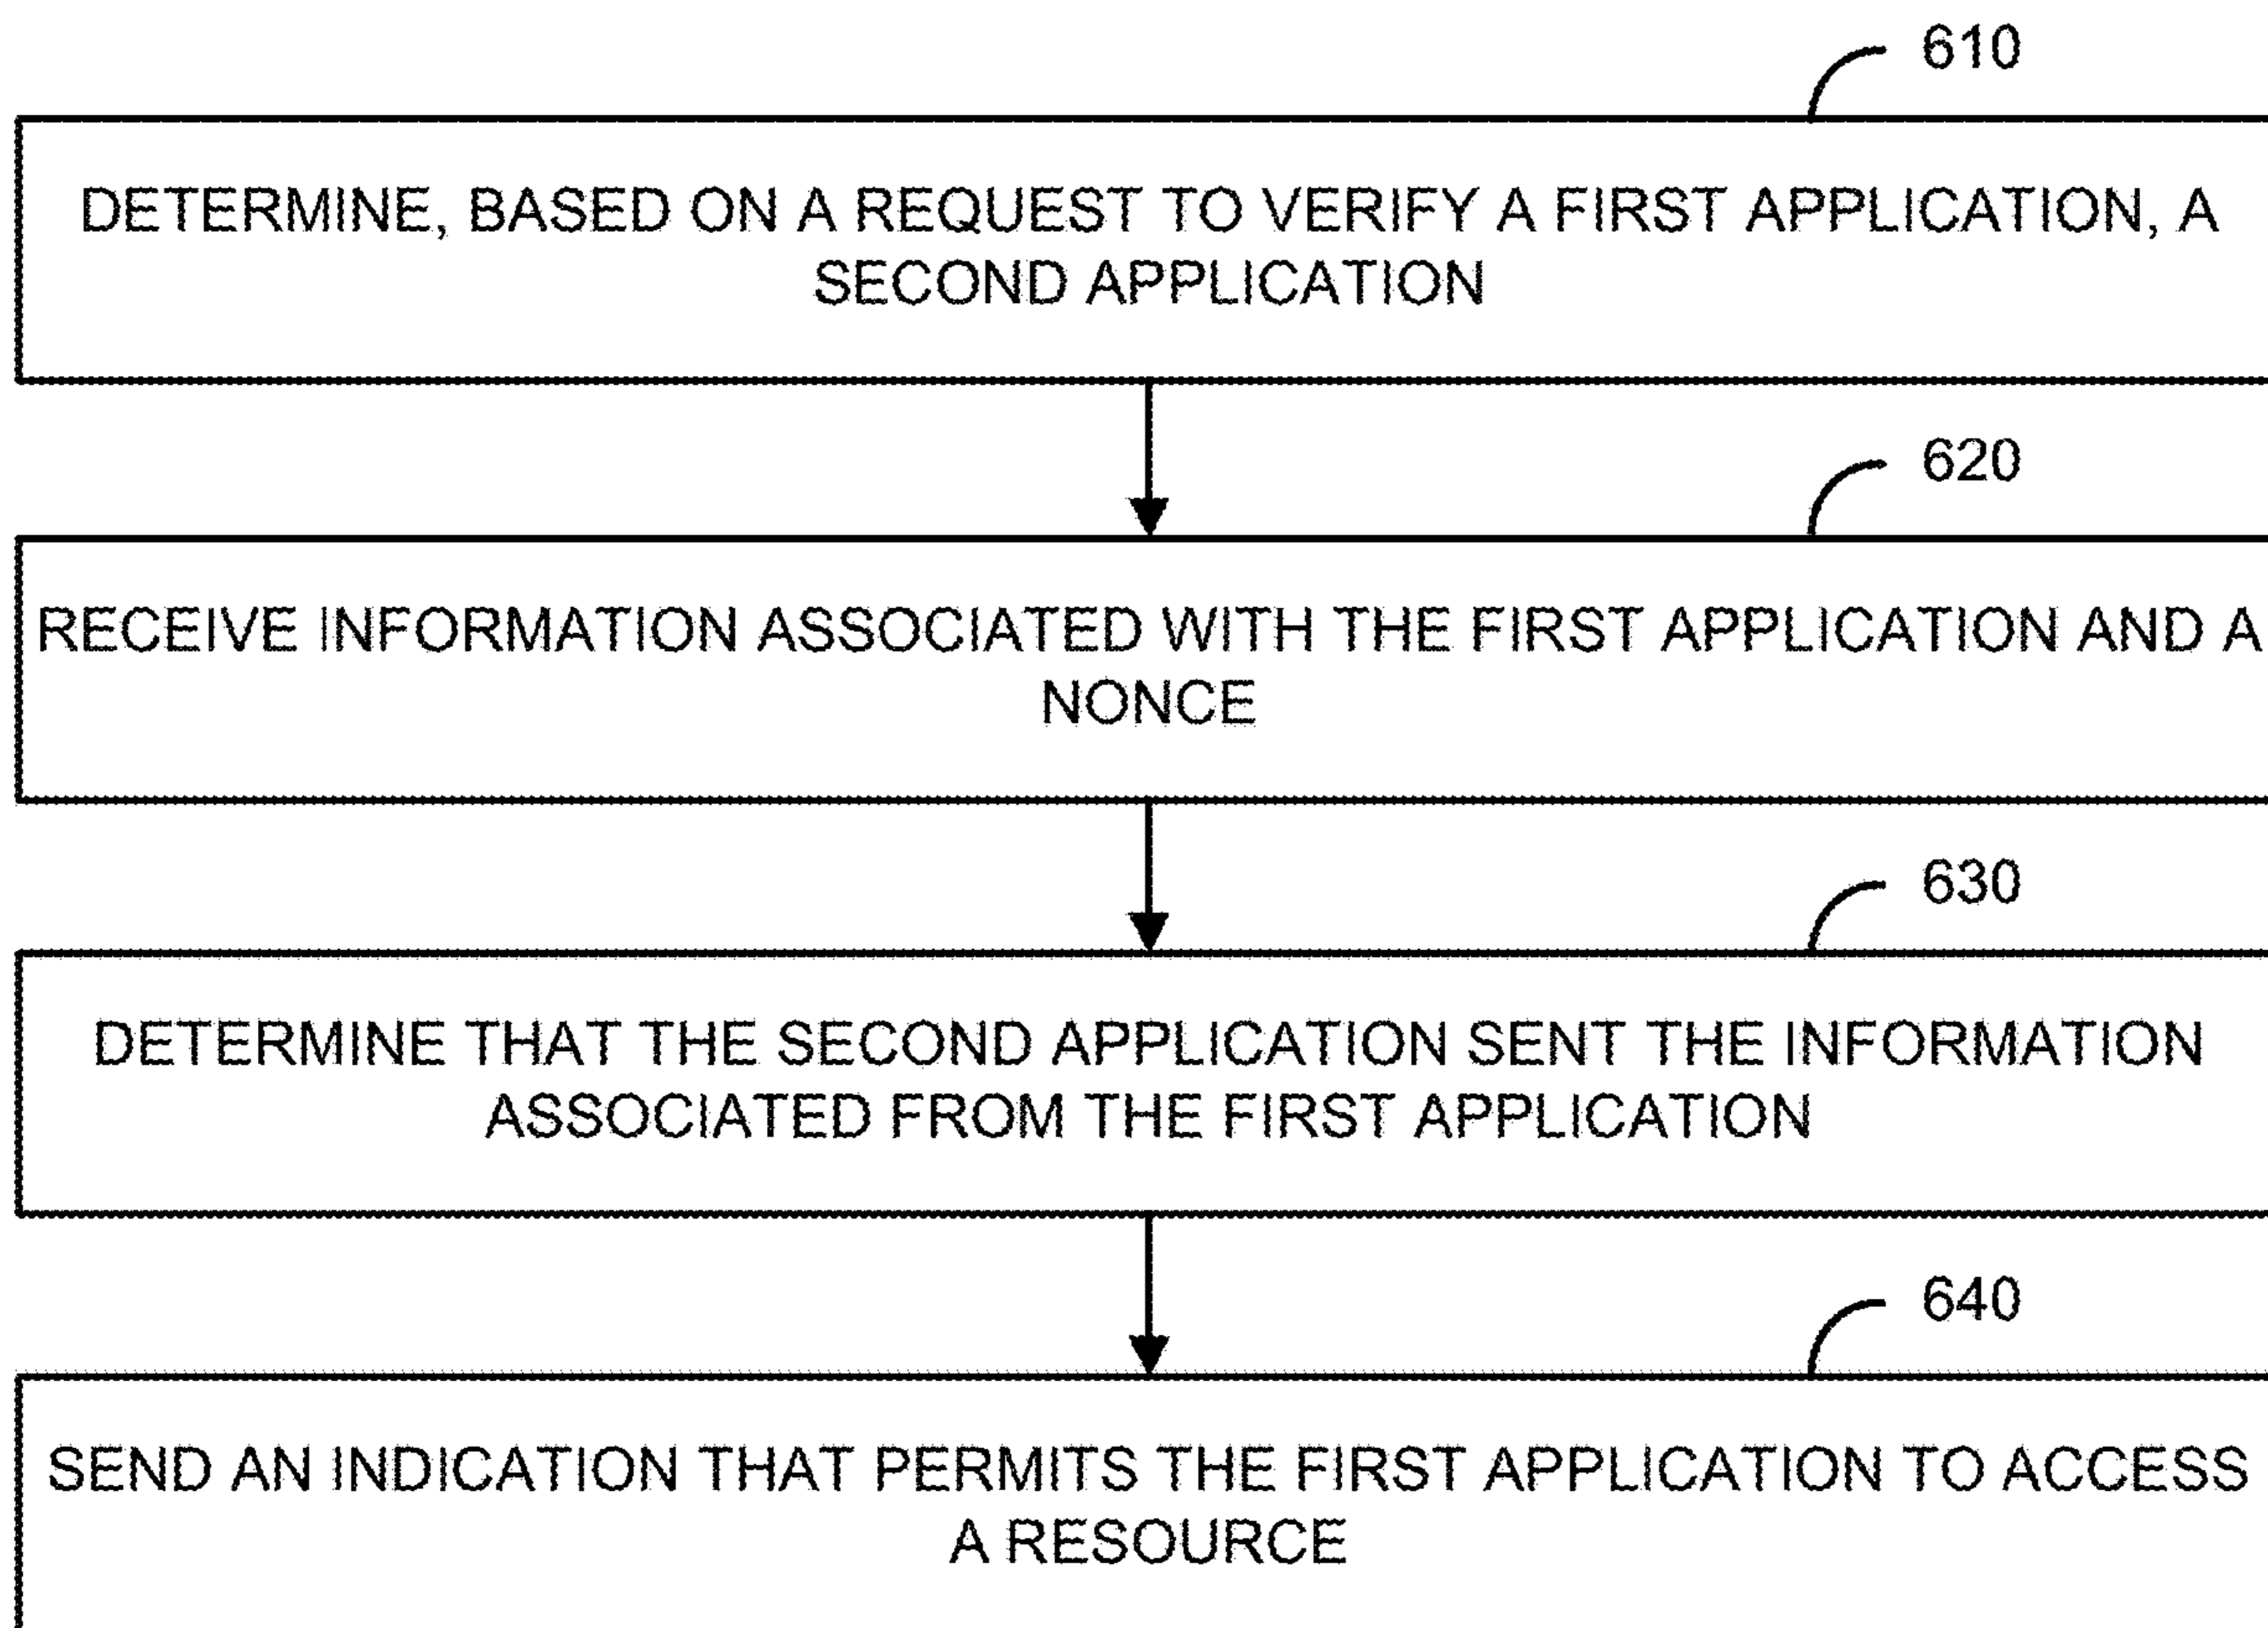 610
DETERMINE, BASED ON A REQUEST TO VERIFY A FIRST APPLICATION, A
SECOND APPLICATION
620
RECEIVE INFORMATION ASSOCIATED WITH THE FIRST APPLICATION AND A
NONCE
630
DETERMINE THAT THE SECOND APPLICATION SENT THE INFORMATION
ASSOCIATED FROM THE FIRST APPLICATION
640
SEND AN INDICATION THAT PERMITS THE FIRST APPLICATION TO ACCESS
A RESOURCE